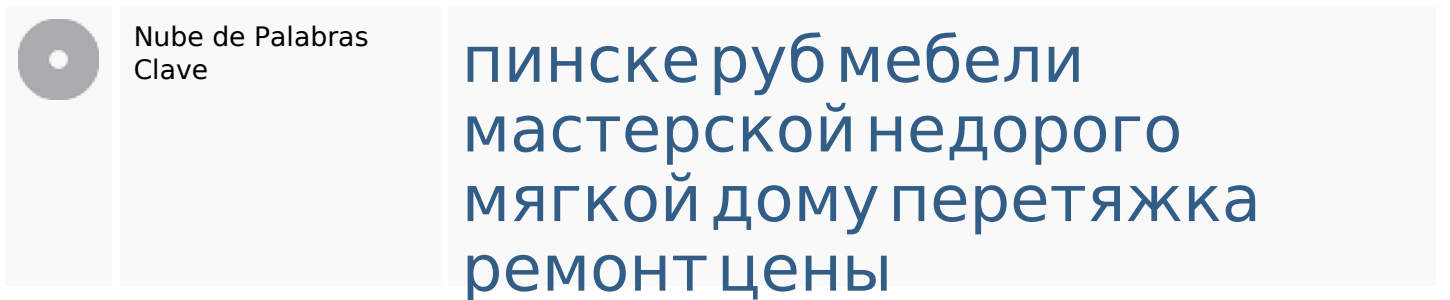 Nube de Palabras
Clave
пинске руб мебели
мастерской недорого
мягкой дому перетяжка
ремонт цены